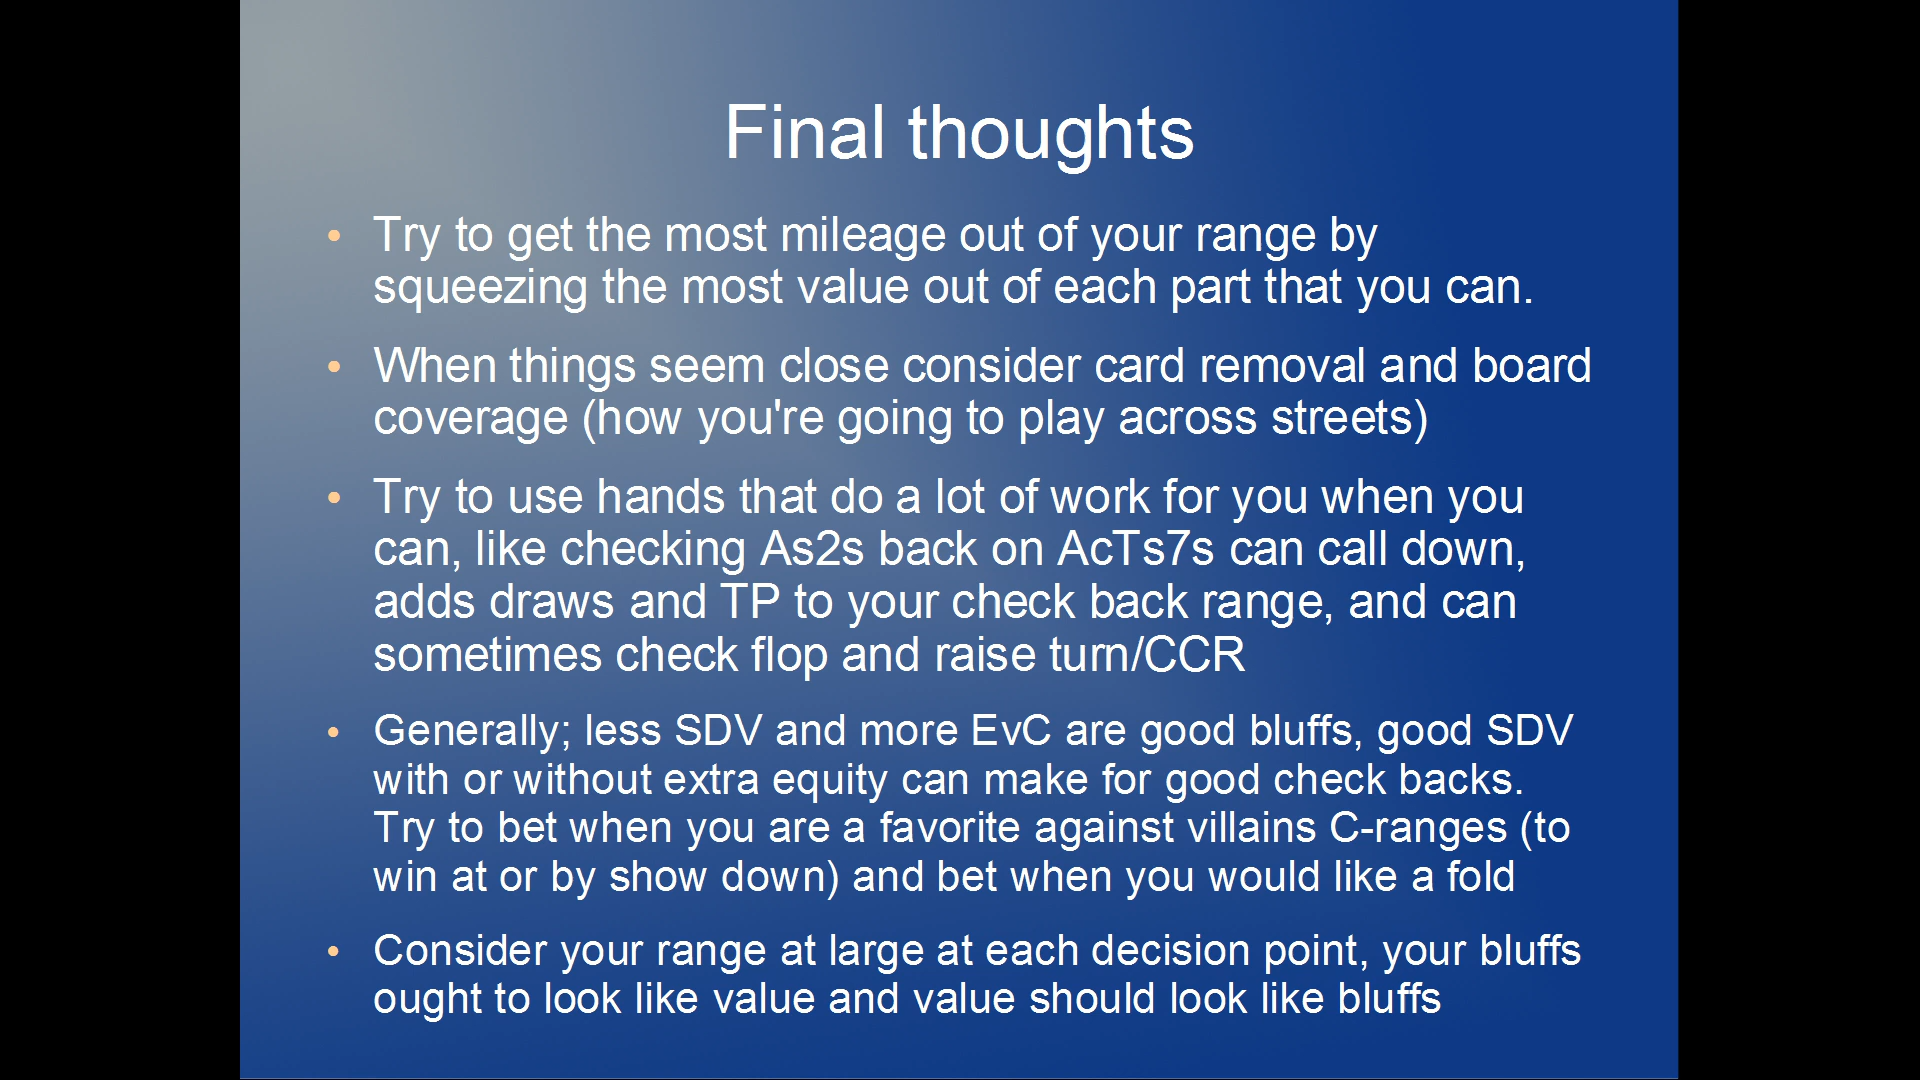 Final thoughts
• Try to get the most mileage out of your range by
squeezing the most value out of each part that you can.
• When things seem close consider card removal and board
coverage (how you're going to play across streets)
• Try to use hands that do a lot of work for you when you
can, like checking As2s back on AcTs7s can call down,
adds draws and TP to your check back range, and can
sometimes check flop and raise turn/CCR
• Generally; less SDV and more EvC are good bluffs, good SDV
with or without extra equity can make for good check backs.
Try to bet when you are a favorite against villains C-ranges (to
win at or by show down) and bet when you would like a fold
• Consider your range at large at each decision point, your bluffs
ought to look like value and value should look like bluffs